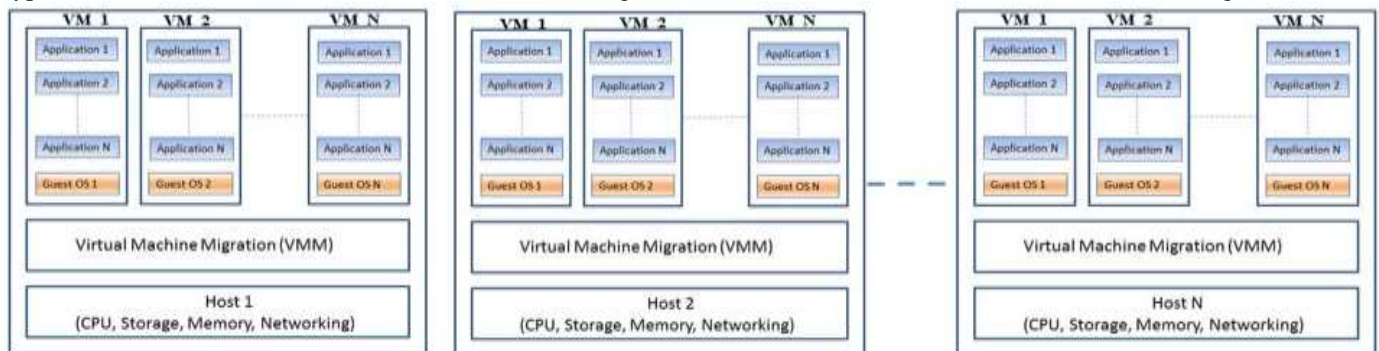 VM 1 VM 2 VM N
Application 1 Application 1 Application 1
Application 2 Application 2 Application 2
Application N Application N Application N
Guest OS 1 Guest OS 2 Guest OS N
Virtual Machine Migration (VMM)
Host 1
(CPU, Storage, Memory, Networking)
VM 1 VM 2 VM N
Application 1 Application 1 Application 1
Application 2 Application 2 Application 2
Application N Application N Application N
Guest OS 1 Guest OS 2 Guest OS N
Virtual Machine Migration (VMM)
Host 2
(CPU, Storage, Memory, Networking)
VM 1 VM 2 VM N
Application 1 Application 1 Application 1
Application 2 Application 2 Application 2
Application N Application N Application N
Guest OS 1 Guest OS 2 Guest OS N
Virtual Machine Migration (VMM)
Host N
(CPU, Storage, Memory, Networking)